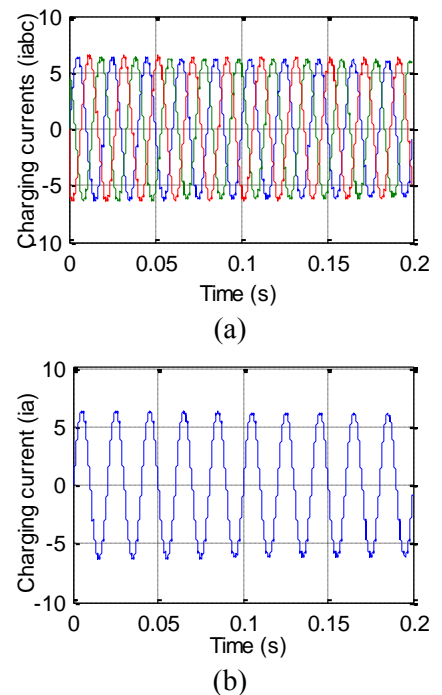 Charging currents (iabc)
10
5
0
-5
-10
0 0.05 0.1 0.15 0.2
Time (s)
(a)
Charging current (ia)
10
5
0
-5
-10
0 0.05 0.1 0.15 0.2
Time (s)
(b)